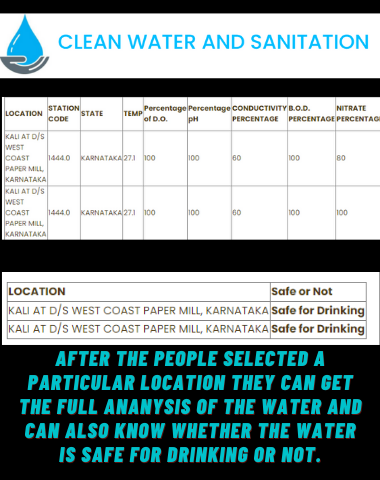 CLEAN WATER AND SANITATION
LOCATION STATION CODE STATE TEMP Percentage of D.O. Percentage pH CONDUCTIVITY PERCENTAGE B.O.D. PERCENTAGE NITRATE PERCENTAG
KALI AT D/S WEST COAST PAPER MILL, KARNATAKA 1444.0 KARNATAKA 27.1 100 100 60 100 80
KALI AT D/S WEST COAST PAPER MILL, KARNATAKA 1444.0 KARNATAKA 27.1 100 100 60 100 100
LOCATION Safe or Not
KALI AT D/S WEST COAST PAPER MILL, KARNATAKA Safe for Drinking
KALI AT D/S WEST COAST PAPER MILL, KARNATAKA Safe for Drinking
AFTER THE PEOPLE SELECTED A
PARTICULAR LOCATION THEY CAN GET
THE FULL ANANYSIS OF THE WATER AND
CAN ALSO KNOW WHETHER THE WATER
IS SAFE FOR DRINKING OR NOT.